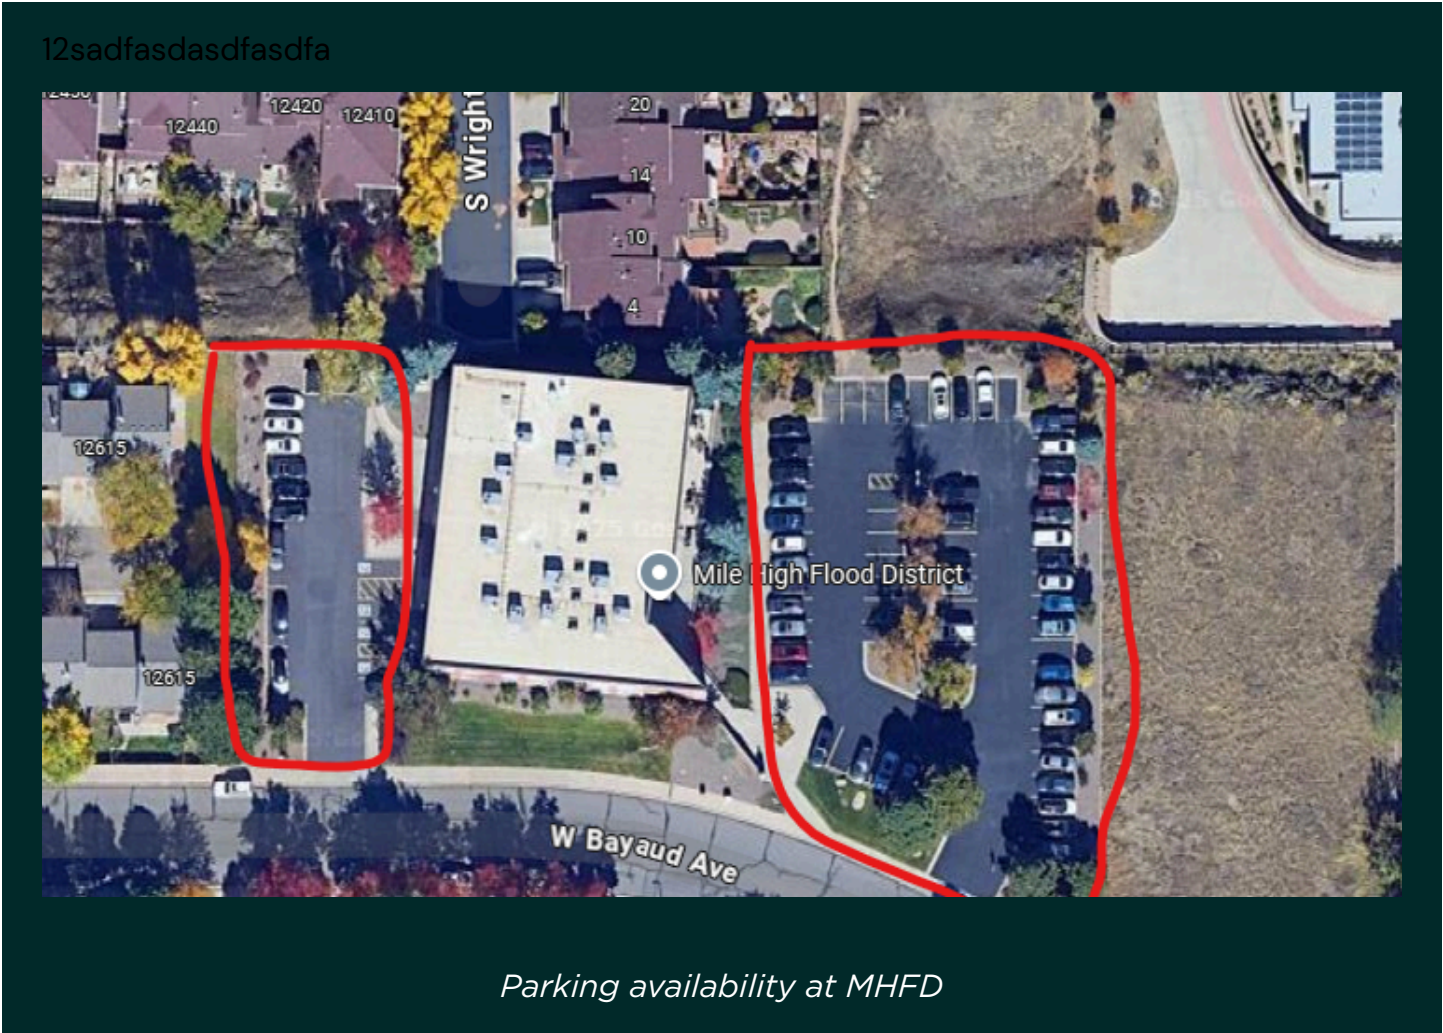 12sadfasdasdfasdfa
12420
12440
12410
S Wright
20
14
10
4
12615
Mile High Flood District
12615
W Bayaud Ave
Parking availability at MHFD